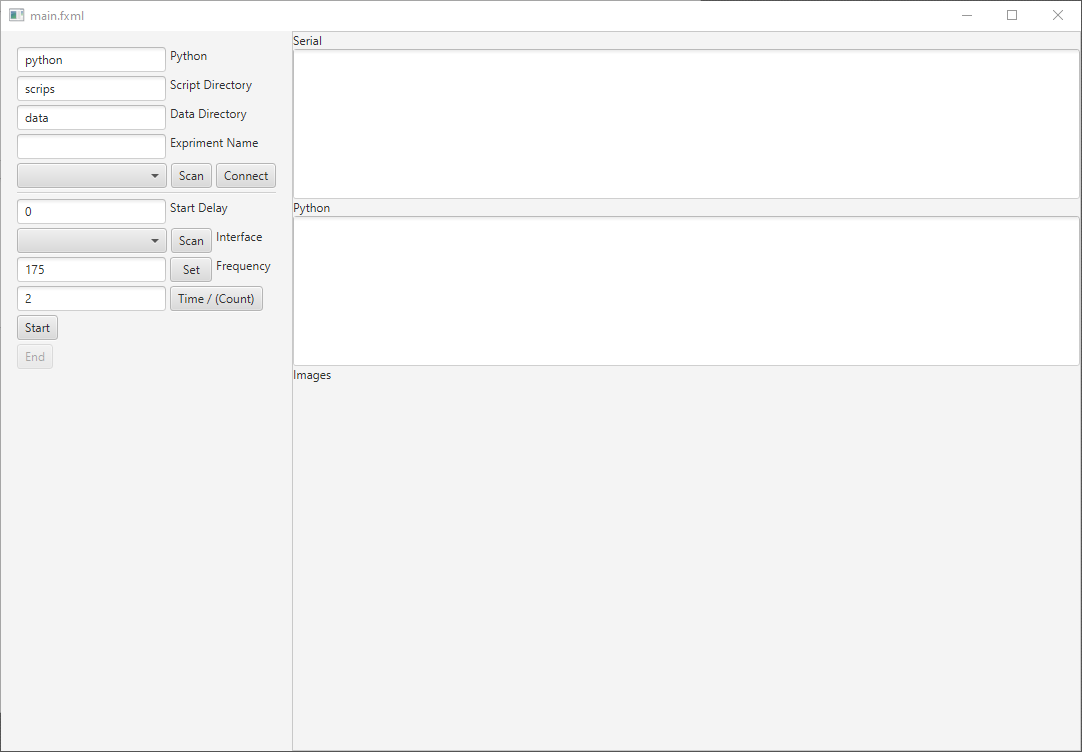 main.fxml
python Python
scrips Script Directory
data Data Directory
Expriment Name
Scan Connect
0 Start Delay
Scan Interface
175 Set Frequency
2 Time / (Count)
Start
End
Serial
Python
Images